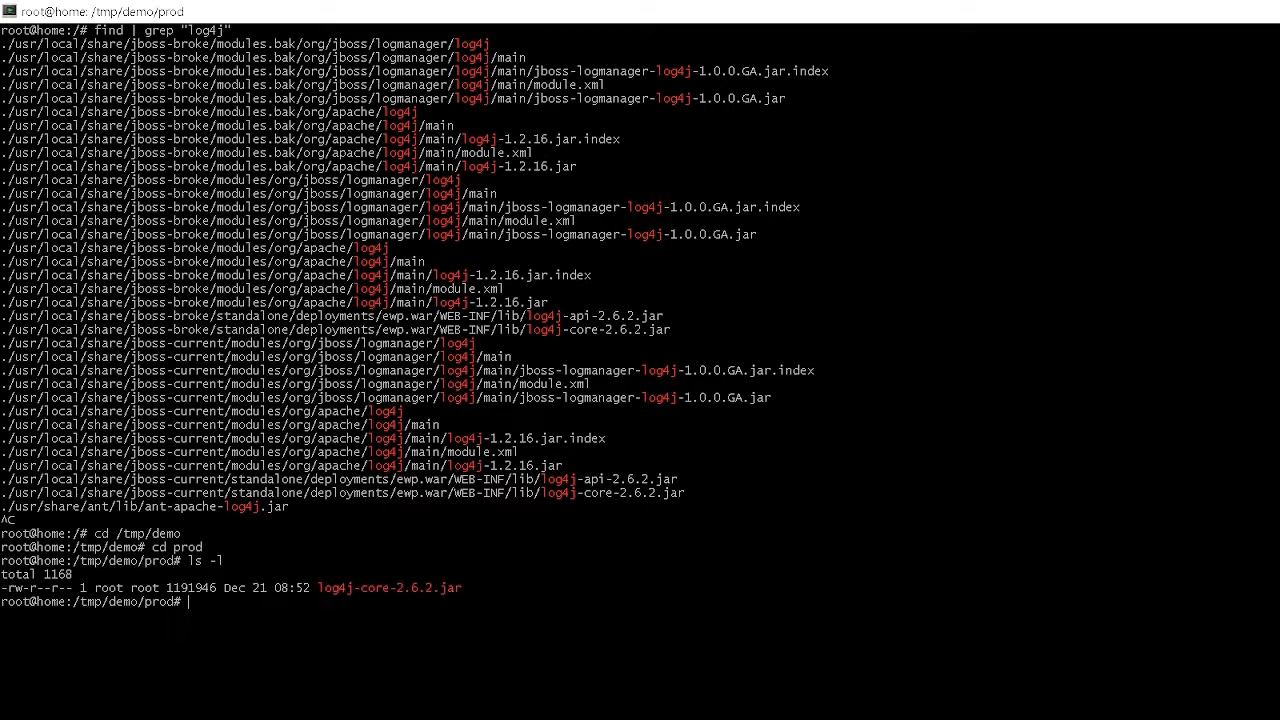 root@home: /tmp/demo/prod
root@home:/# find | grep "log4j"
./usr/local/share/jboss-broke/modules.bak/org/jboss/logmanager/log4j
./usr/local/share/jboss-broke/modules.bak/org/jboss/logmanager/log4j/main
./usr/local/share/jboss-broke/modules.bak/org/jboss/logmanager/log4j/main/jboss-logmanager-log4j-1.0.0.GA.jar.index
./usr/local/share/jboss-broke/modules.bak/org/jboss/logmanager/log4j/main/module.xml
./usr/local/share/jboss-broke/modules.bak/org/jboss/logmanager/log4j/main/jboss-logmanager-log4j-1.0.0.GA.jar
./usr/local/share/jboss-broke/modules.bak/org/apache/log4j
./usr/local/share/jboss-broke/modules.bak/org/apache/log4j/main
./usr/local/share/jboss-broke/modules.bak/org/apache/log4j/main/log4j-1.2.16.jar.index
./usr/local/share/jboss-broke/modules.bak/org/apache/log4j/main/module.xml
./usr/local/share/jboss-broke/modules.bak/org/apache/log4j/main/log4j-1.2.16.jar
./usr/local/share/jboss-broke/modules/org/jboss/logmanager/log4j
./usr/local/share/jboss-broke/modules/org/jboss/logmanager/log4j/main
./usr/local/share/jboss-broke/modules/org/jboss/logmanager/log4j/main/jboss-logmanager-log4j-1.0.0.GA.jar.index
./usr/local/share/jboss-broke/modules/org/jboss/logmanager/log4j/main/module.xml
./usr/local/share/jboss-broke/modules/org/jboss/logmanager/log4j/main/jboss-logmanager-log4j-1.0.0.GA.jar
./usr/local/share/jboss-broke/modules/org/apache/log4j
./usr/local/share/jboss-broke/modules/org/apache/log4j/main
./usr/local/share/jboss-broke/modules/org/apache/log4j/main/log4j-1.2.16.jar.index
./usr/local/share/jboss-broke/modules/org/apache/log4j/main/module.xml
./usr/local/share/jboss-broke/modules/org/apache/log4j/main/log4j-1.2.16.jar
./usr/local/share/jboss-broke/standalone/deployments/ewp.war/WEB-INF/lib/log4j-api-2.6.2.jar
./usr/local/share/jboss-broke/standalone/deployments/ewp.war/WEB-INF/lib/log4j-core-2.6.2.jar
./usr/local/share/jboss-current/modules/org/jboss/logmanager/log4j
./usr/local/share/jboss-current/modules/org/jboss/logmanager/log4j/main
./usr/local/share/jboss-current/modules/org/jboss/logmanager/log4j/main/jboss-logmanager-log4j-1.0.0.GA.jar.index
./usr/local/share/jboss-current/modules/org/jboss/logmanager/log4j/main/module.xml
./usr/local/share/jboss-current/modules/org/jboss/logmanager/log4j/main/jboss-logmanager-log4j-1.0.0.GA.jar
./usr/local/share/jboss-current/modules/org/apache/log4j
./usr/local/share/jboss-current/modules/org/apache/log4j/main
./usr/local/share/jboss-current/modules/org/apache/log4j/main/log4j-1.2.16.jar.index
./usr/local/share/jboss-current/modules/org/apache/log4j/main/module.xml
./usr/local/share/jboss-current/modules/org/apache/log4j/main/log4j-1.2.16.jar
./usr/local/share/jboss-current/standalone/deployments/ewp.war/WEB-INF/lib/log4j-api-2.6.2.jar
./usr/local/share/jboss-current/standalone/deployments/ewp.war/WEB-INF/lib/log4j-core-2.6.2.jar
./usr/share/ant/lib/ant-apache-log4j.jar
^C
root@home:/# cd /tmp/demo
root@home:/tmp/demo# cd prod
root@home:/tmp/demo/prod# ls -l
total 1168
-rw-r--r-- 1 root root 1191946 Dec 21 08:52 log4j-core-2.6.2.jar
root@home:/tmp/demo/prod#